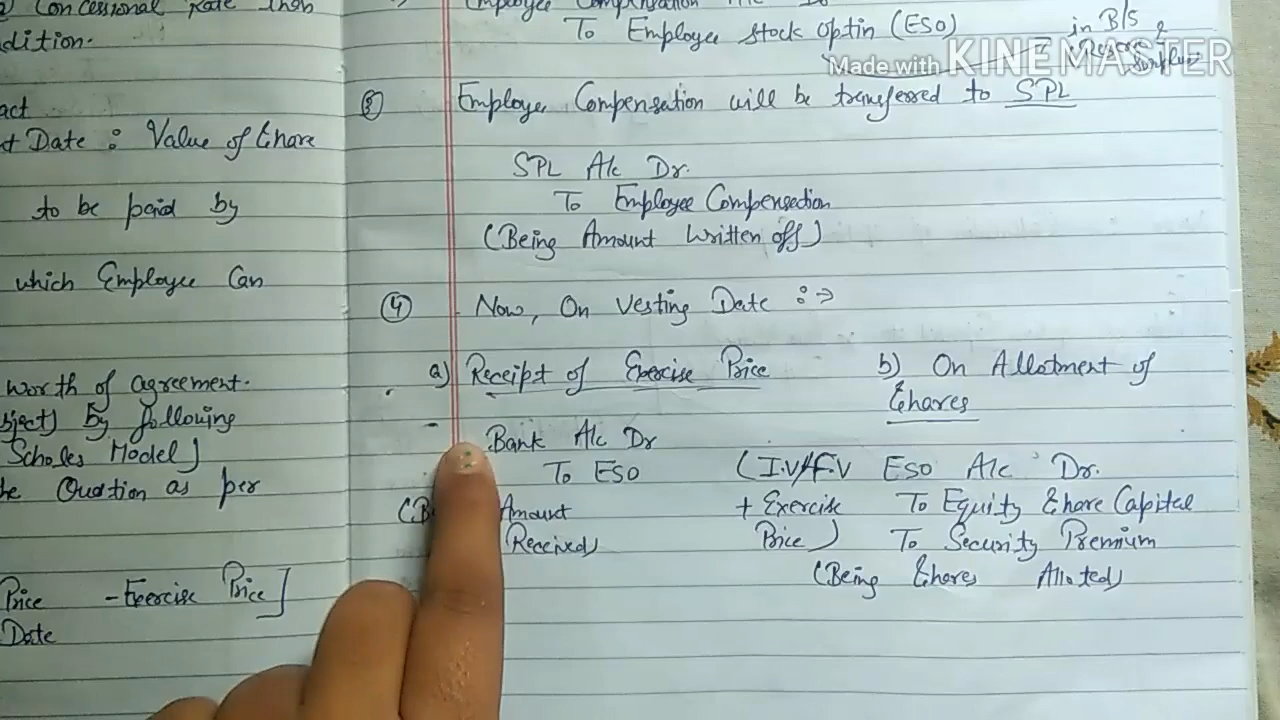 Concessional Rate than
dition.
act
t Date : Value of Share
to be paid by
which Employee Can
worth of agreement.
bject) By following
Scholes Model)
he Question as per
Price - Exercise Price]
Date
Employee Compensation A/c Dr
To Employee Stock Optin (ESO)
in B/S
&
Surplus
Made with KINEMASTER
③ Employee Compensation will be transferred to SPL
SPL A/c Dr.
To Employee Compensection
(Being Amount Written off)
④ Now, On Vesting Date :->
a) Receipt of Exercise Price
Bank A/c Dr
To ESO
(B Amount
Received)
b) On Allotment of
Shares
(I.V/F.V ESO A/c Dr.
+ Exercise To Equity Share Capital
Price) To Security Premium
(Being Shares Alloted)